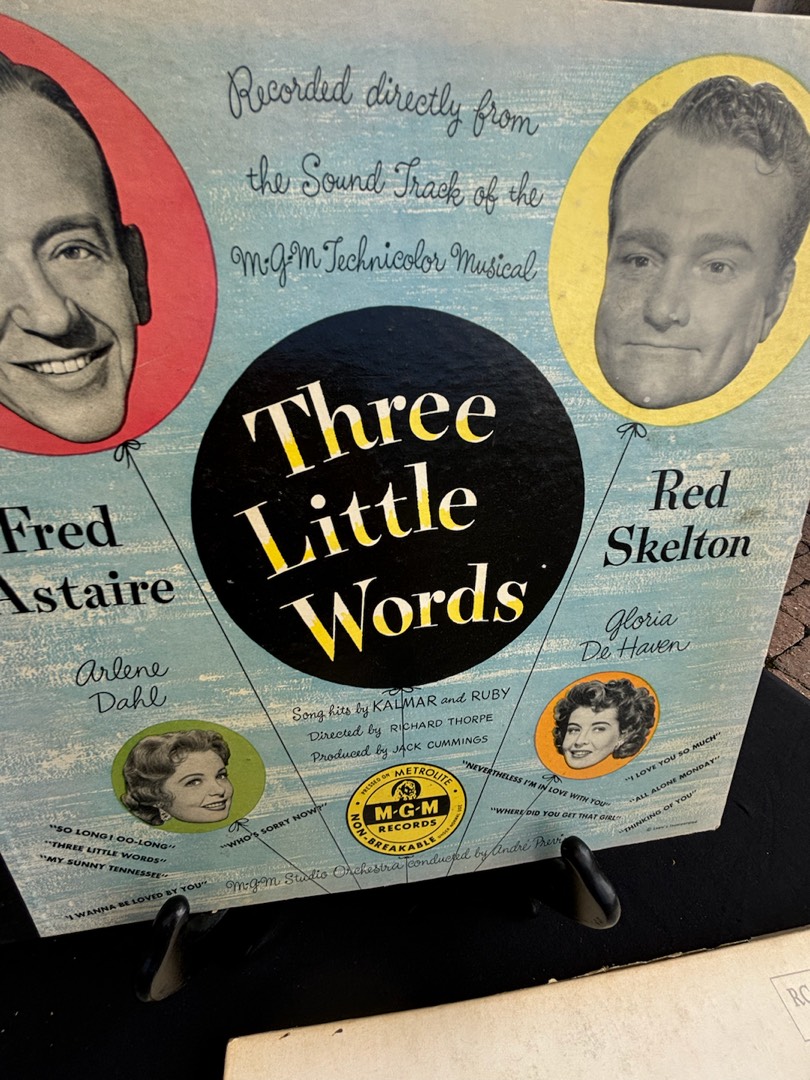 Recorded directly from
the Sound Track of the
M·G·M Technicolor Musical
Three
Little
Words
Fred
Astaire
Red
Skelton
Arlene
Dahl
Gloria
De Haven
Song hits by KALMAR and RUBY
Directed by RICHARD THORPE
Produced by JACK CUMMINGS
PRESSED ON METROLITE
M-G-M
RECORDS
NON-BREAKABLE
"SO LONG! OO-LONG"
"THREE LITTLE WORDS"
"MY SUNNY TENNESSEE"
"I WANNA BE LOVED BY YOU"
"WHO'S SORRY NOW?"
"NEVERTHELESS I'M IN LOVE WITH YOU"
"WHERE DID YOU GET THAT GIRL"
"I LOVE YOU SO MUCH"
"ALL ALONE MONDAY"
"THINKING OF YOU"
M-G-M Studio Orchestra conducted by André Previ